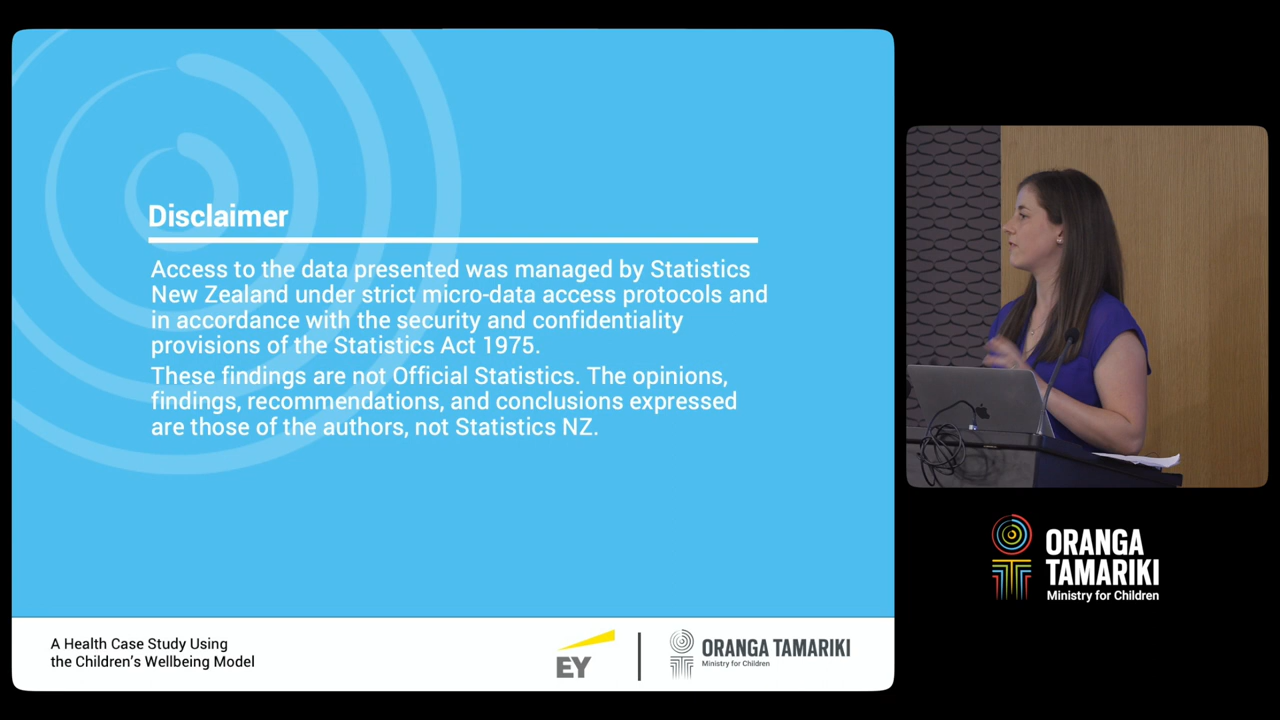 Disclaimer
Access to the data presented was managed by Statistics
New Zealand under strict micro-data access protocols and
in accordance with the security and confidentiality
provisions of the Statistics Act 1975.
These findings are not Official Statistics. The opinions,
findings, recommendations, and conclusions expressed
are those of the authors, not Statistics NZ.
A Health Case Study Using
the Children's Wellbeing Model
EY
ORANGA TAMARIKI
Ministry for Children
ORANGA
TAMARIKI
Ministry for Children